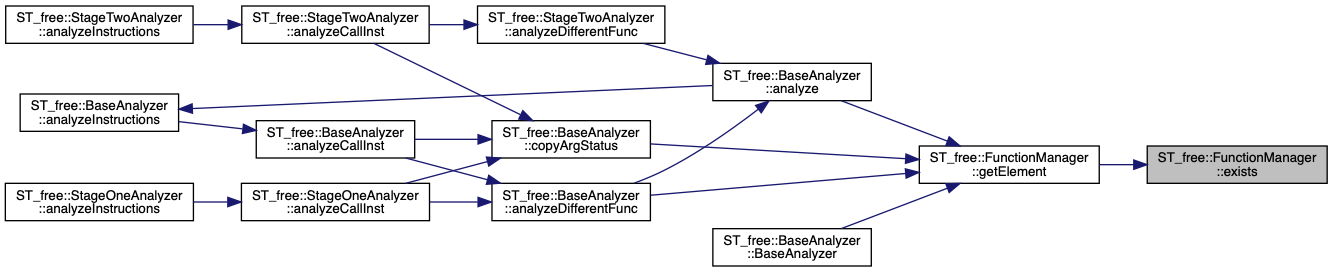 ST_free::StageTwoAnalyzer
::analyzeInstructions
ST_free::StageTwoAnalyzer
::analyzeCallInst
ST_free::StageTwoAnalyzer
::analyzeDifferentFunc
ST_free::BaseAnalyzer
::analyze
ST_free::BaseAnalyzer
::analyzeInstructions
ST_free::BaseAnalyzer
::analyzeCallInst
ST_free::BaseAnalyzer
::copyArgStatus
ST_free::FunctionManager
::getElement
ST_free::FunctionManager
::exists
ST_free::StageOneAnalyzer
::analyzeInstructions
ST_free::StageOneAnalyzer
::analyzeCallInst
ST_free::BaseAnalyzer
::analyzeDifferentFunc
ST_free::BaseAnalyzer
::BaseAnalyzer